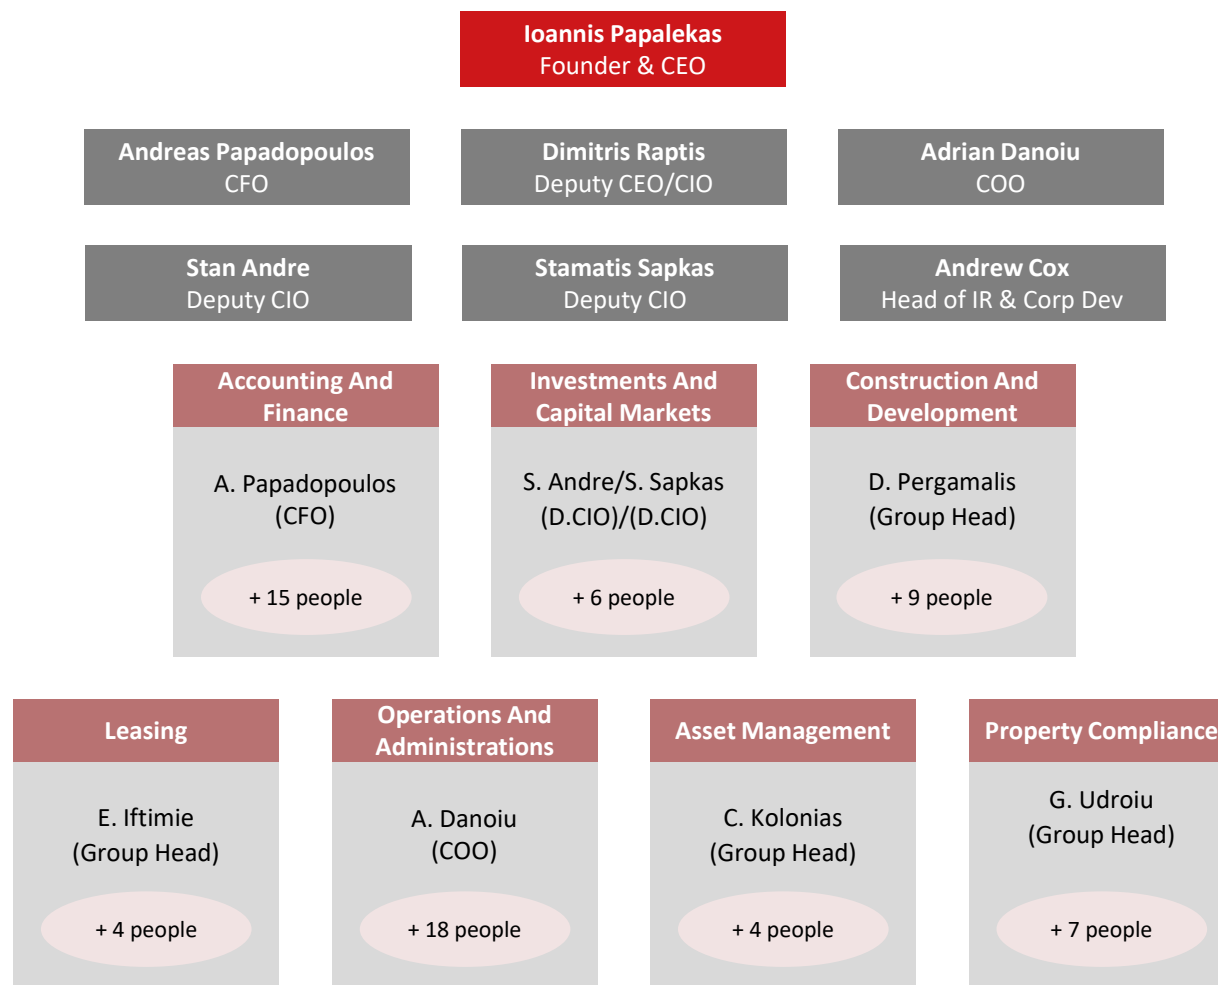 Ioannis Papalekas
Founder & CEO
Andreas Papadopoulos
CFO
Dimitris Raptis
Deputy CEO/CIO
Adrian Danoiu
COO
Stan Andre
Deputy CIO
Stamatis Sapkas
Deputy CIO
Andrew Cox
Head of IR & Corp Dev
Accounting And
Finance
A. Papadopoulos
(CFO)
+ 15 people
Investments And
Capital Markets
S. Andre/S. Sapkas
(D.CIO)/(D.CIO)
+ 6 people
Construction And
Development
D. Pergamalis
(Group Head)
+ 9 people
Leasing
E. Iftimie
(Group Head)
+ 4 people
Operations And
Administrations
A. Danoiu
(COO)
+ 18 people
Asset Management
C. Kolonias
(Group Head)
+ 4 people
Property Compliance
G. Udroiu
(Group Head)
+ 7 people